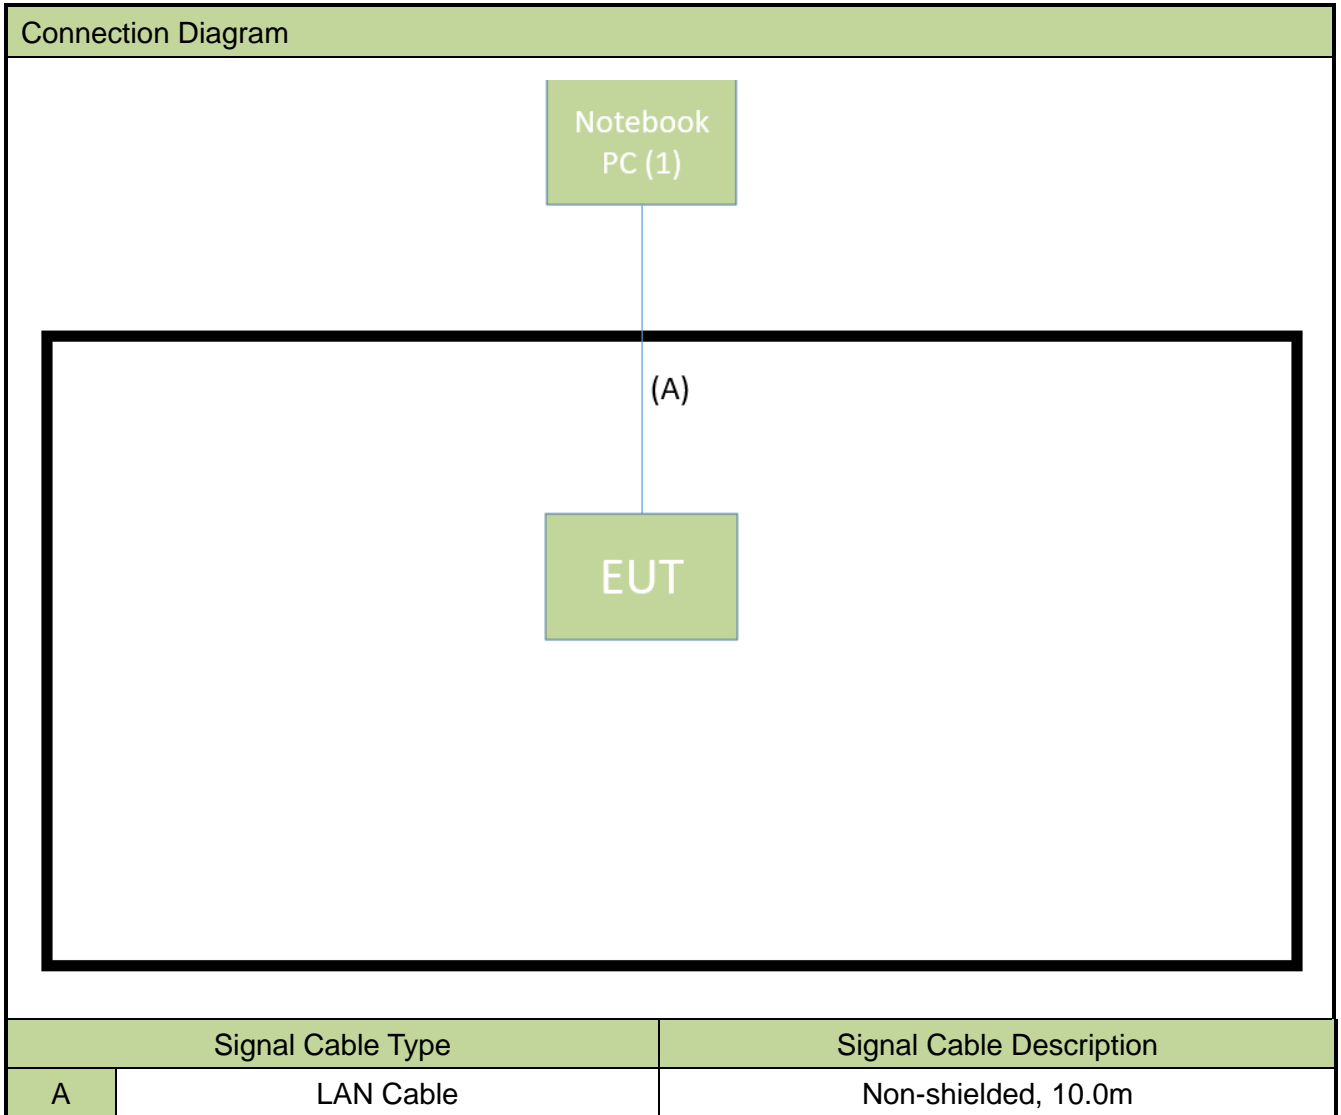 Connection Diagram
Notebook
PC (1)
(A)
EUT
Signal Cable Type Signal Cable Description
A LAN Cable Non-shielded, 10.0m